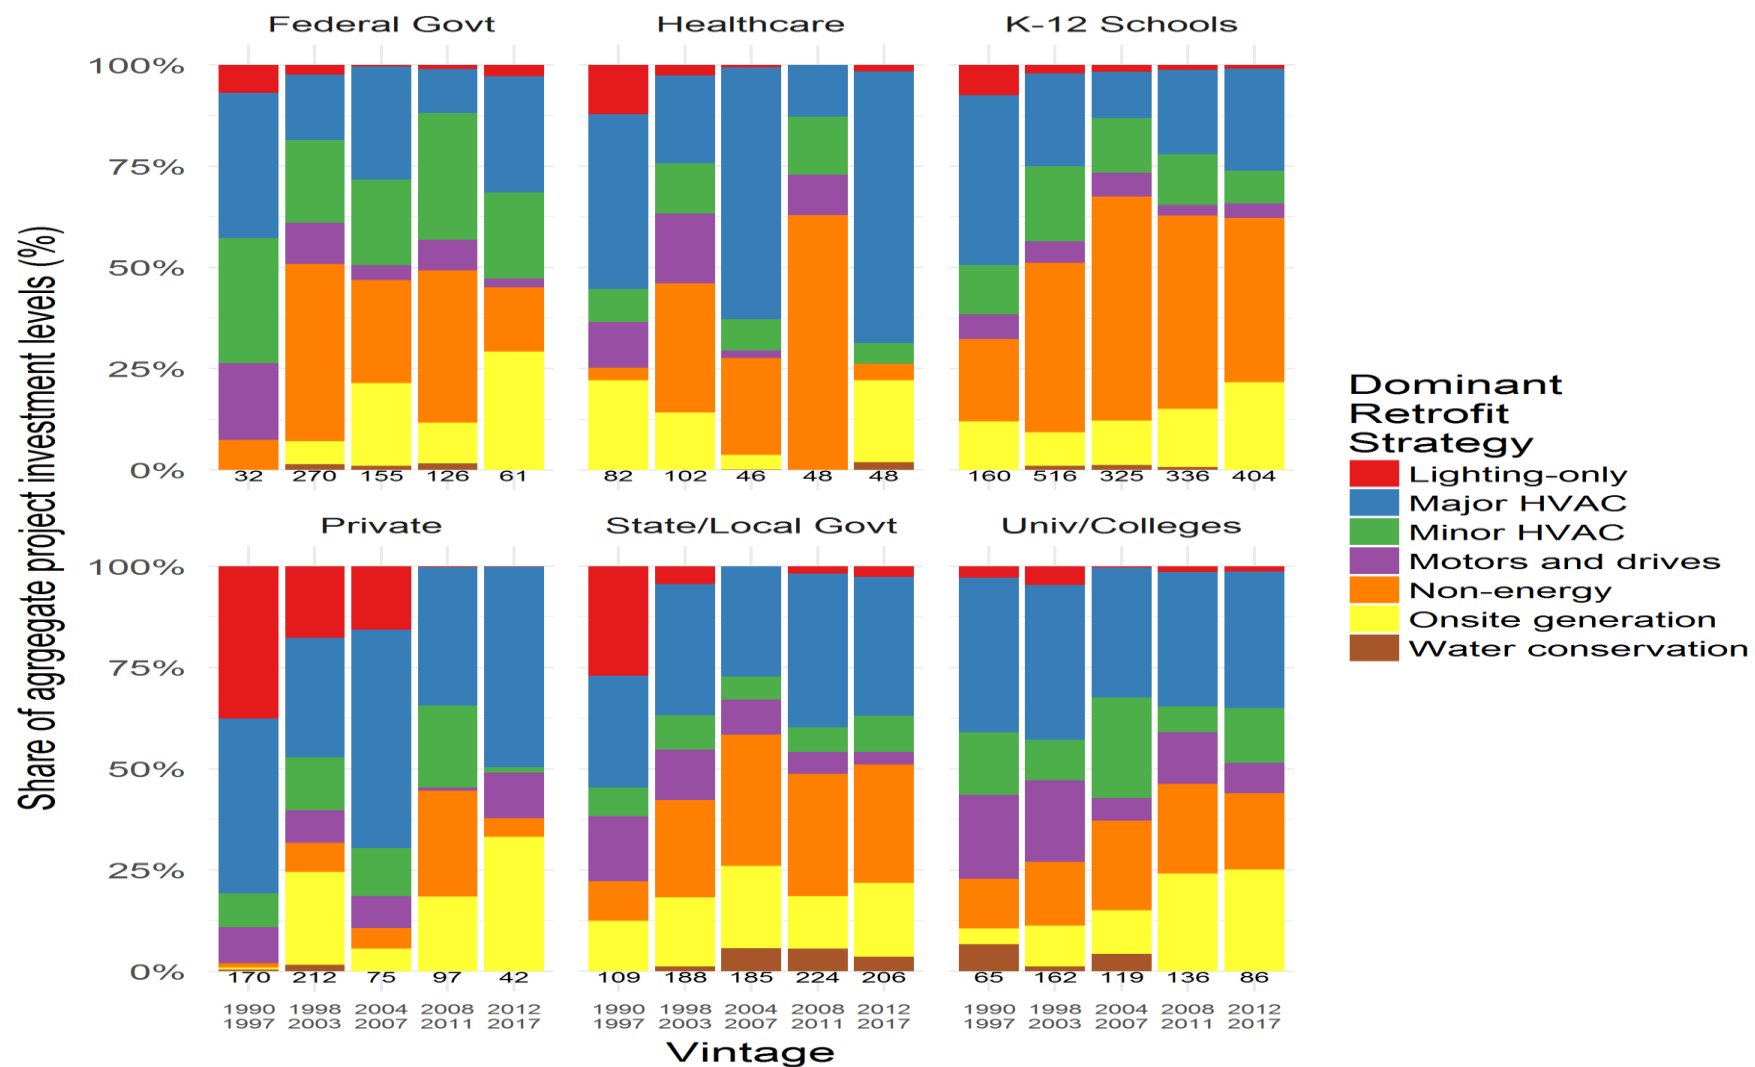 Federal Govt Healthcare K-12 Schools
100%
75%
50%
25%
0%
32 270 155 126 61 82 102 46 48 48 160 516 325 336 404
Private State/Local Govt Univ/Colleges
100%
75%
50%
25%
0%
170 212 75 97 42 109 188 185 224 206 65 162 119 136 86
1990 1998 2004 2008 2012 1990 1998 2004 2008 2012 1990 1998 2004 2008 2012
1997 2003 2007 2011 2017 1997 2003 2007 2011 2017 1997 2003 2007 2011 2017
Vintage
Share of agrgegate project investment levels (%)
Dominant
Retrofit
Strategy
Lighting-only
Major HVAC
Minor HVAC
Motors and drives
Non-energy
Onsite generation
Water conservation